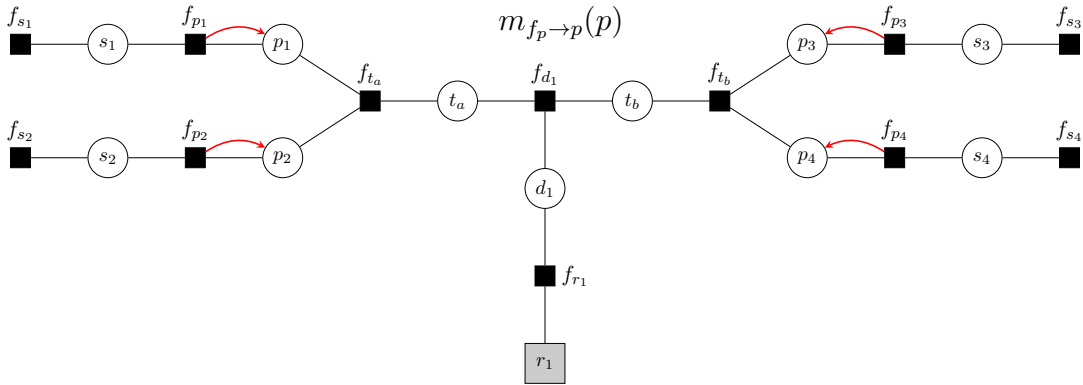 m_{f_p→p}(p)
f_{s_1} f_{p_1} f_{p_3} f_{s_3}
s_1 p_1 p_3 s_3
f_{t_a} f_{d_1} f_{t_b}
t_a t_b
f_{s_2} f_{p_2} f_{p_4} f_{s_4}
s_2 p_2 p_4 s_4
d_1
f_{r_1}
r_1